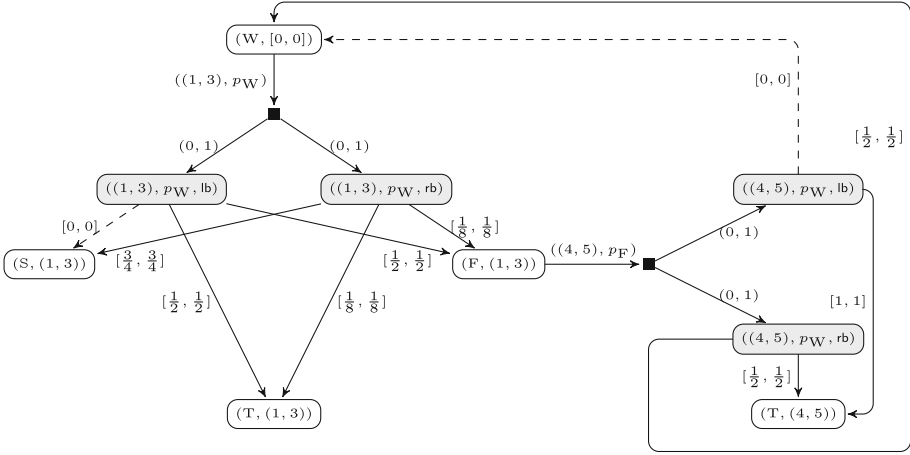 (W, [0, 0])
((1, 3), p_W)
[0, 0]
[1/2, 1/2]
(0, 1)
(0, 1)
((1, 3), p_W, lb)
((1, 3), p_W, rb)
((4, 5), p_W, lb)
[0, 0]
[1/8, 1/8]
(0, 1)
(S, (1, 3))
[3/4, 3/4]
[1/2, 1/2]
(F, (1, 3))
((4, 5), p_F)
[1/2, 1/2]
[1/8, 1/8]
(0, 1)
[1, 1]
((4, 5), p_W, rb)
[1/2, 1/2]
(T, (1, 3))
(T, (4, 5))